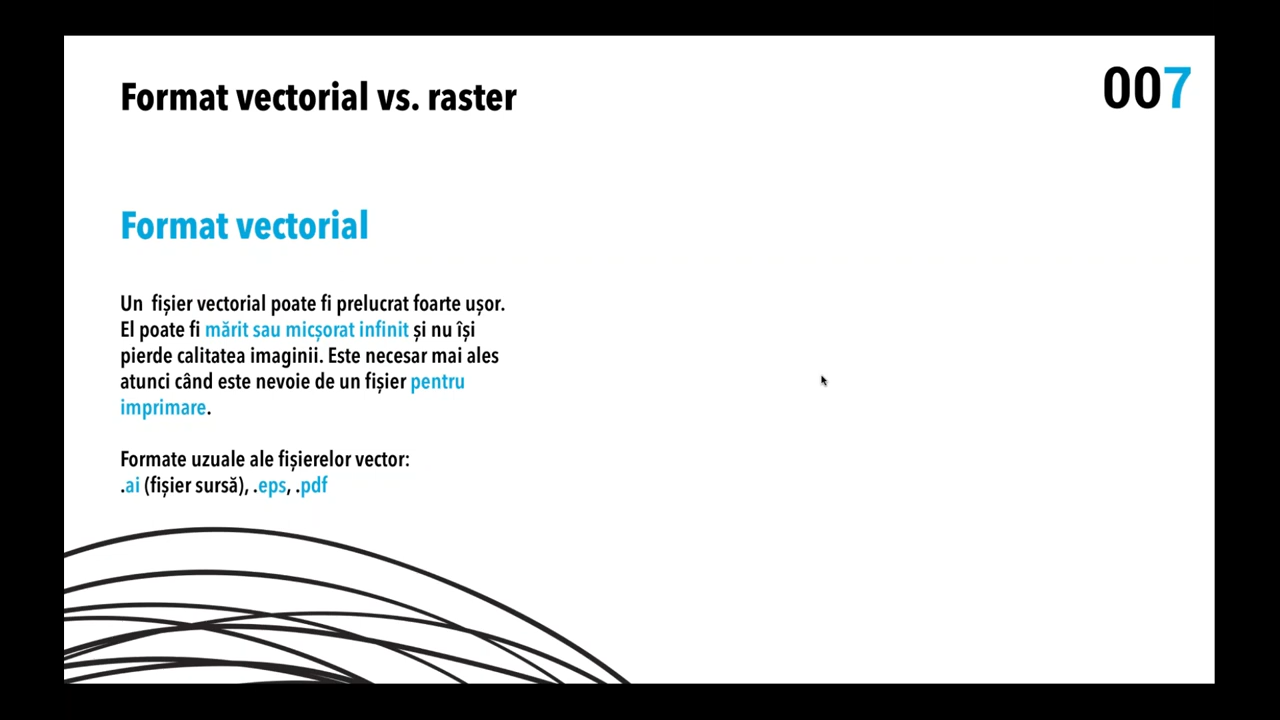 Format vectorial vs. raster
007
Format vectorial
Un fișier vectorial poate fi prelucrat foarte ușor.
El poate fi mărit sau micșorat infinit și nu își
pierde calitatea imaginii. Este necesar mai ales
atunci când este nevoie de un fișier pentru
imprimare.
Formate uzuale ale fișierelor vector:
.ai (fișier sursă), .eps, .pdf